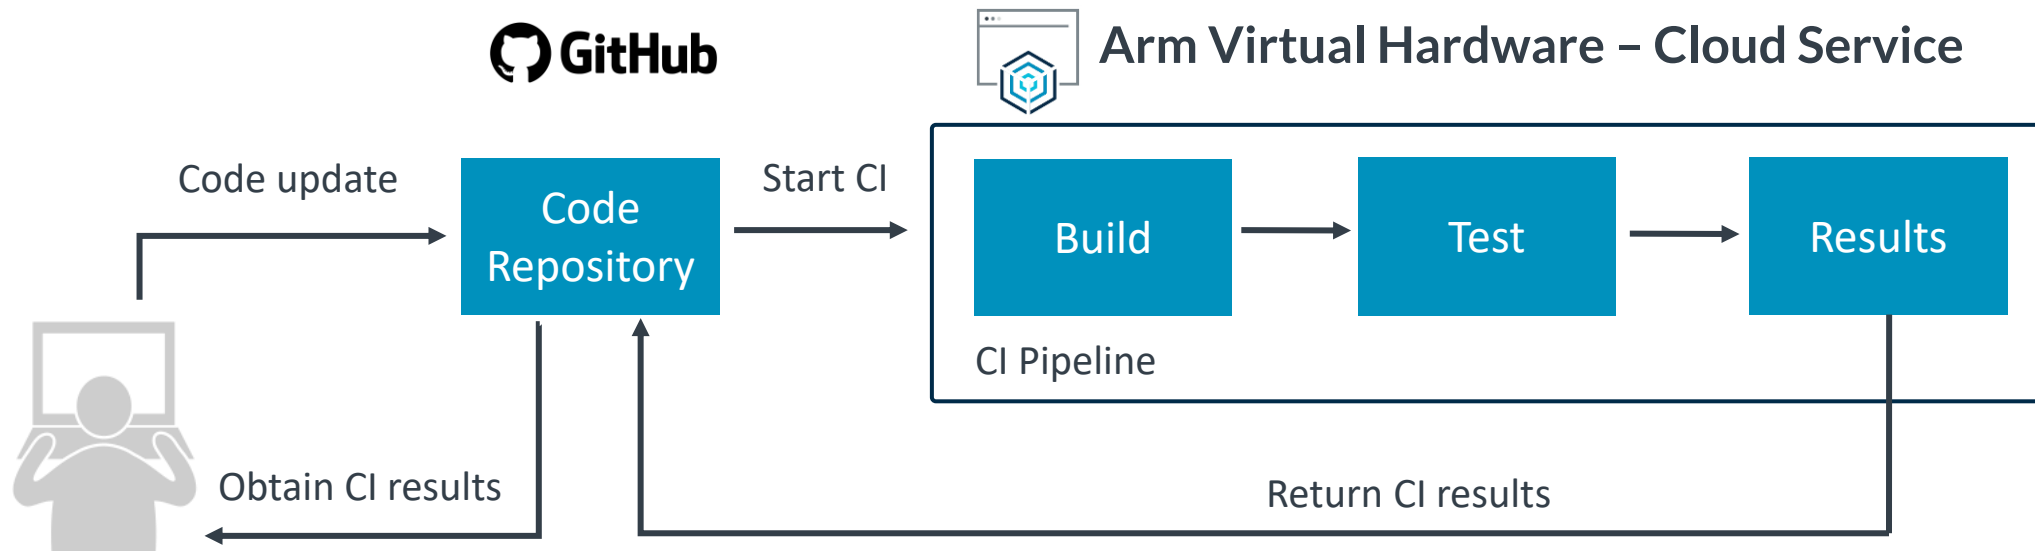 GitHub
Arm Virtual Hardware – Cloud Service
Code update
Code
Repository
Start CI
Build
Test
Results
CI Pipeline
Obtain CI results
Return CI results